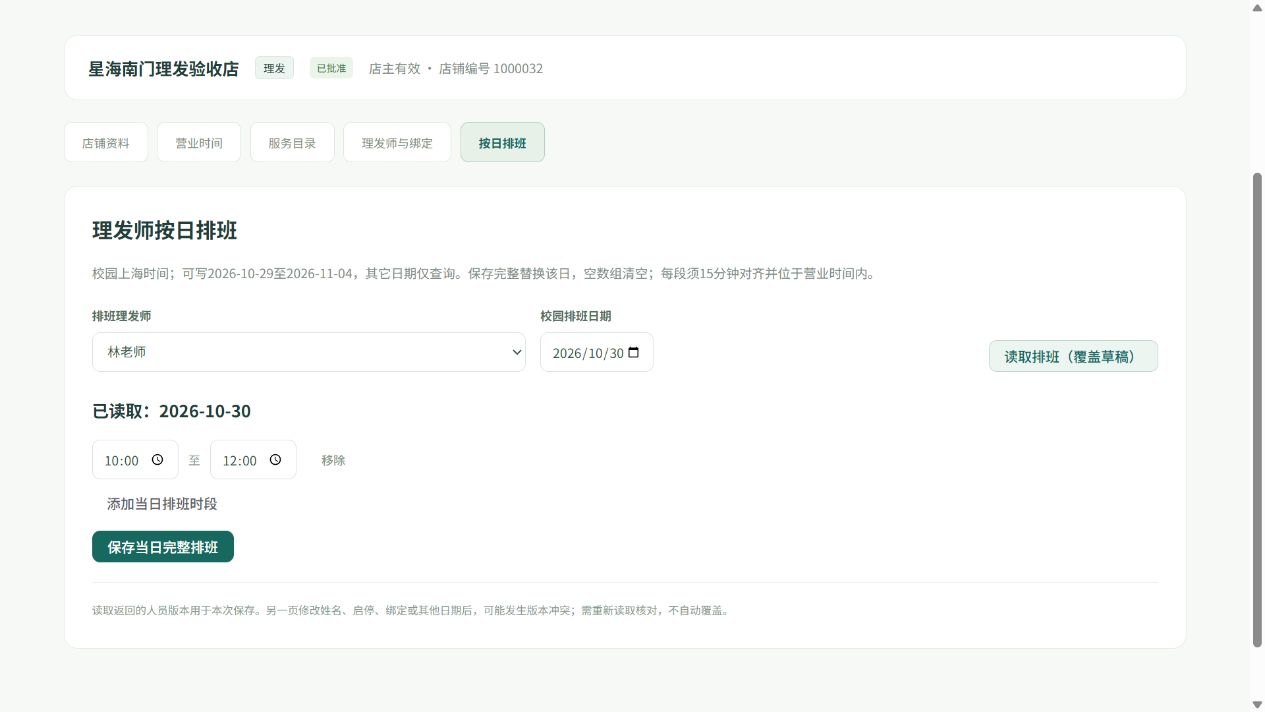 星海南门理发验收店 理发 已批准 店主有效 · 店铺编号 1000032
店铺资料 营业时间 服务目录 理发师与绑定 按日排班
理发师按日排班
校园上海时间；可写2026-10-29至2026-11-04，其它日期仅查询。保存完整替换该日，空数组清空；每段须15分钟对齐并位于营业时间内。
排班理发师 校园排班日期
林老师 2026/10/30 读取排班（覆盖草稿）
已读取：2026-10-30
10:00 至 12:00 移除
添加当日排班时段
保存当日完整排班
读取返回的人员版本用于本次保存。另一页修改姓名、启停、绑定或其他日期后，可能发生版本冲突；需重新读取核对，不自动覆盖。